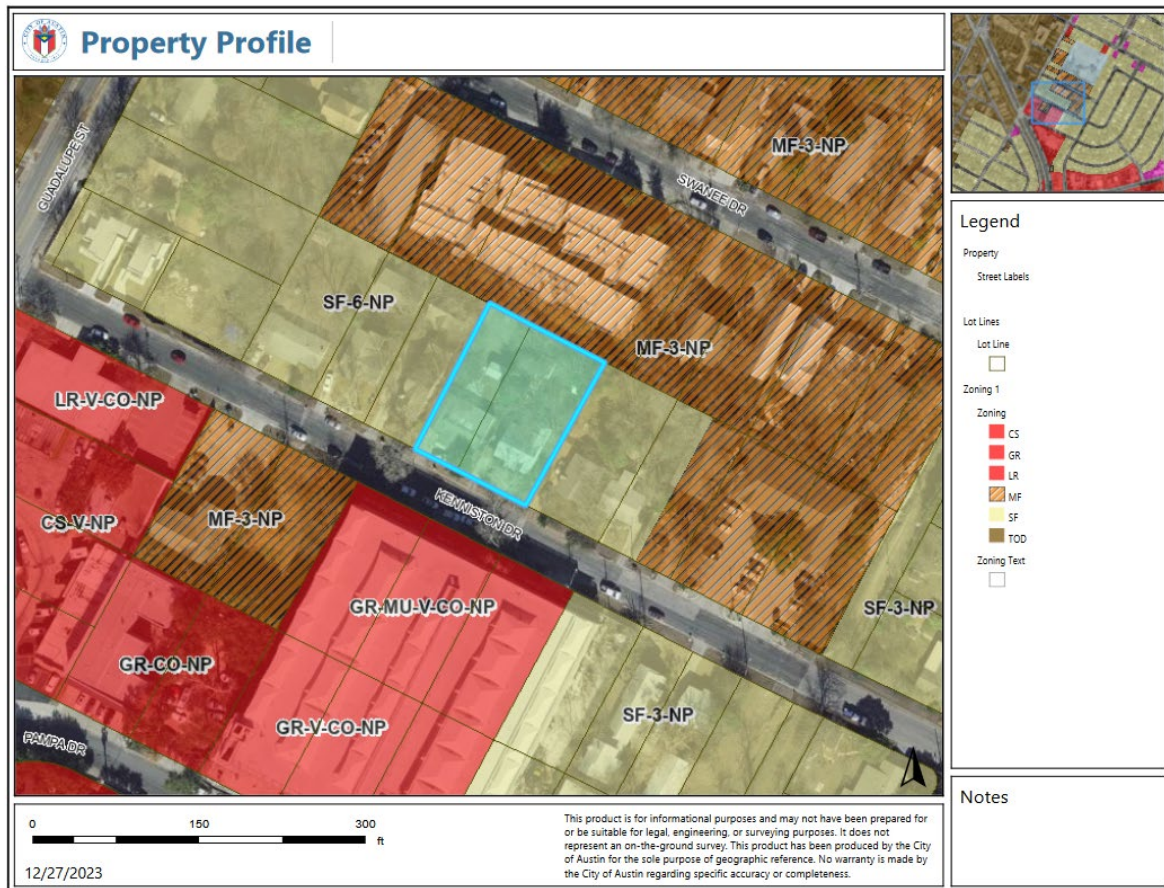 CITY OF AUSTIN
Property Profile
GUADALUPE ST
SWANEE DR
MF-3-NP
SF-6-NP
MF-3-NP
LR-V-CO-NP
KENNISTON DR
MF-3-NP
CS-V-NP
GR-MU-V-CO-NP
SF-3-NP
GR-CO-NP
SF-3-NP
GR-V-CO-NP
PAMPA DR
Legend
Property
Street Labels
Lot Lines
Lot Line
Zoning 1
Zoning
CS
GR
LR
MF
SF
TOD
Zoning Text
Notes
0 150 300
ft
12/27/2023
This product is for informational purposes and may not have been prepared for
or be suitable for legal, engineering, or surveying purposes. It does not
represent an on-the-ground survey. This product has been produced by the City
of Austin for the sole purpose of geographic reference. No warranty is made by
the City of Austin regarding specific accuracy or completeness.